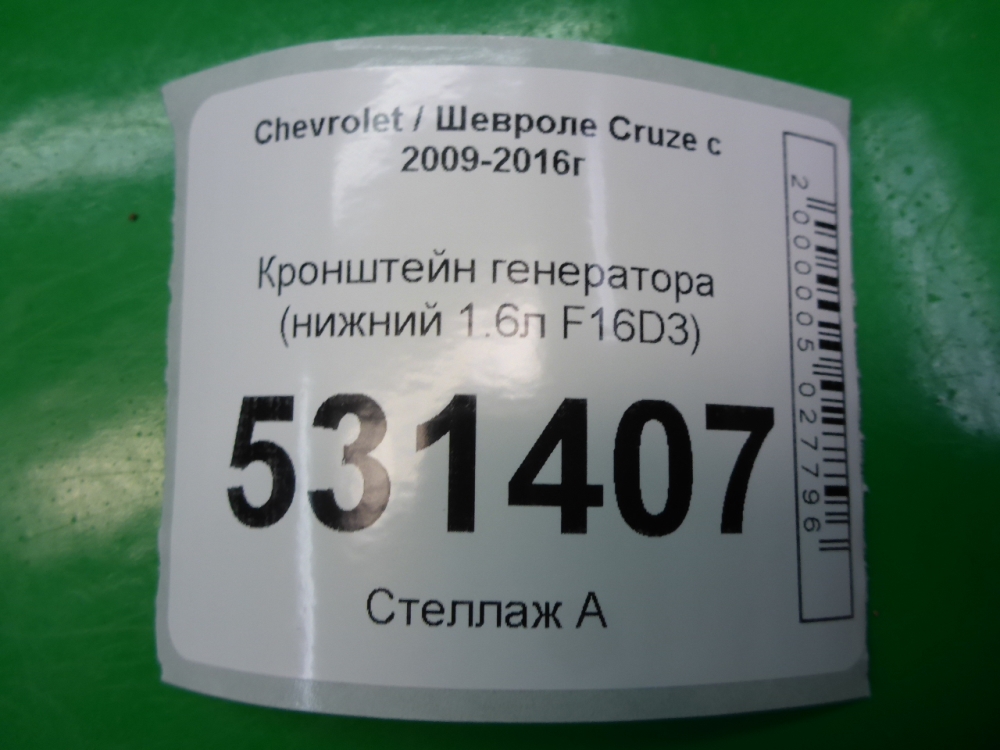 Chevrolet / Шевроле Cruze с
2009-2016г
Кронштейн генератора
(нижний 1.6л F16D3)
531407
Стеллаж А
2000005027796